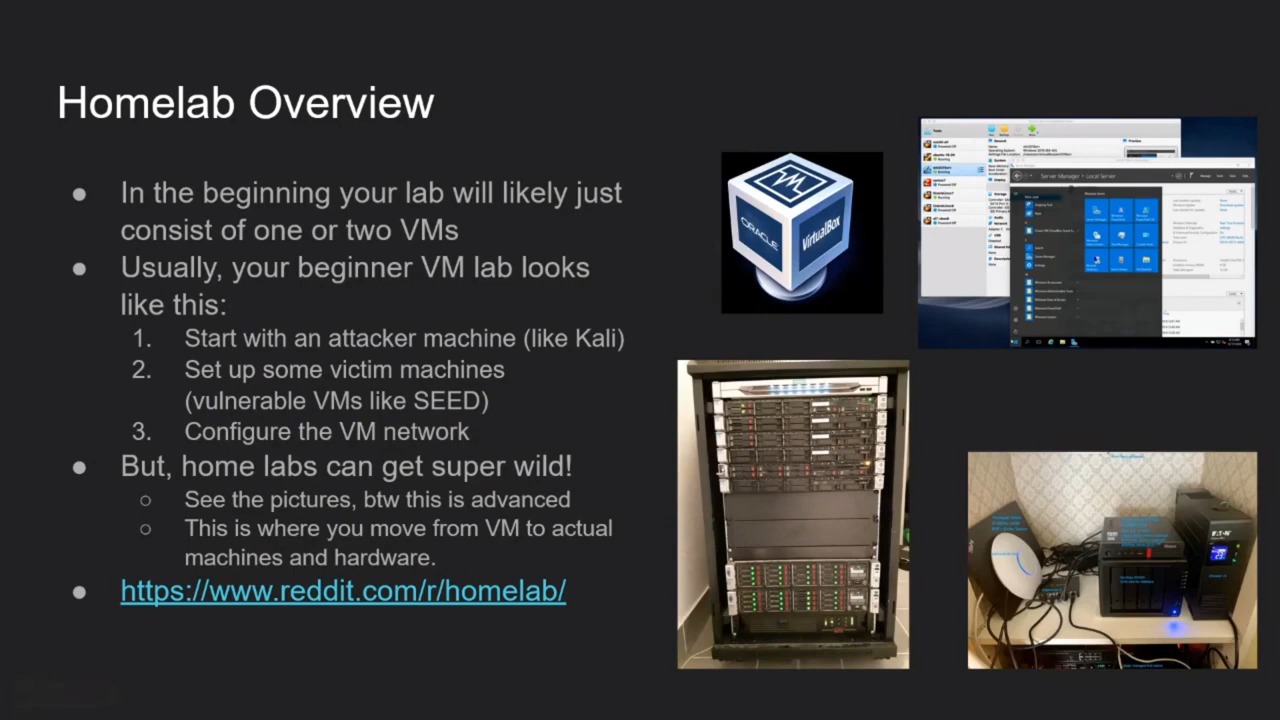 Homelab Overview
● In the beginning your lab will likely just
consist of one or two VMs
● Usually, your beginner VM lab looks
like this:
1. Start with an attacker machine (like Kali)
2. Set up some victim machines
(vulnerable VMs like SEED)
3. Configure the VM network
● But, home labs can get super wild!
○ See the pictures, btw this is advanced
○ This is where you move from VM to actual
machines and hardware.
● https://www.reddit.com/r/homelab/
ORACLE
VirtualBox
Server Manager • Local Server
E·T·N